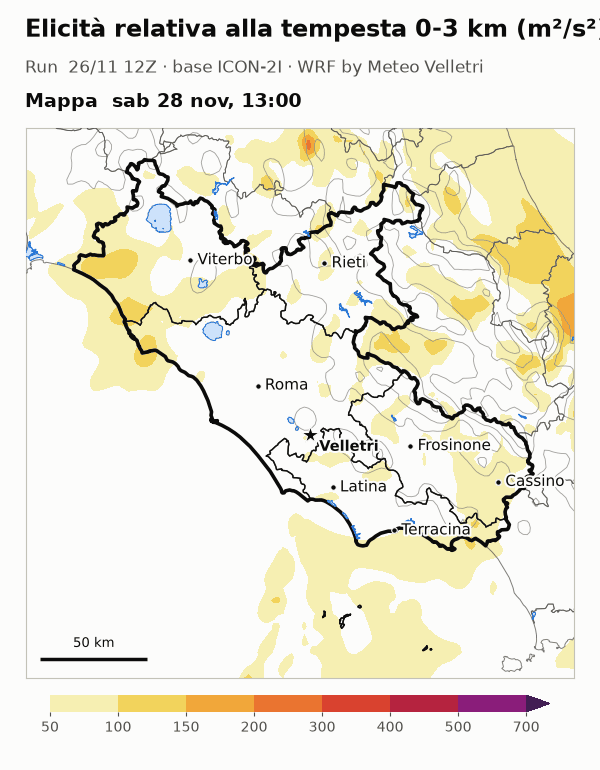 Elicità relativa alla tempesta 0-3 km (m²/s²)
Run  26/11 12Z · base ICON-2I · WRF by Meteo Velletri
Mappa  sab 28 nov, 13:00
Viterbo
Rieti
Roma
Velletri
Frosinone
Cassino
Latina
Terracina
50 km
50 100 150 200 300 400 500 700